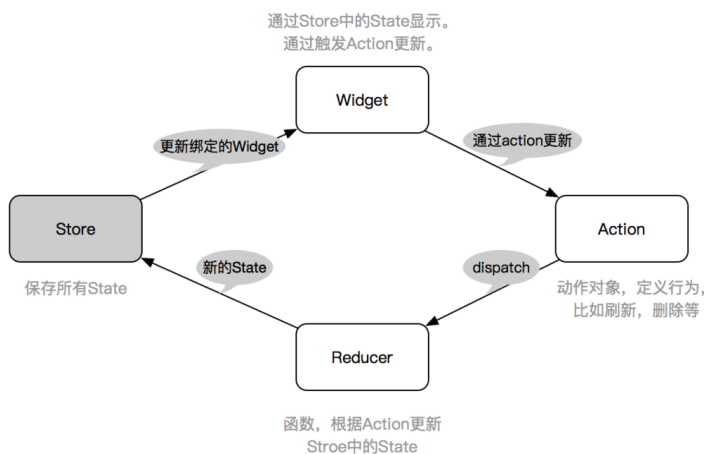 通过Store中的State显示。
通过触发Action更新。
Widget
更新绑定的Widget
通过action更新
Store
Action
保存所有State
新的State
dispatch
动作对象，定义行为，
比如刷新，删除等
Reducer
函数，根据Action更新
Stroe中的State